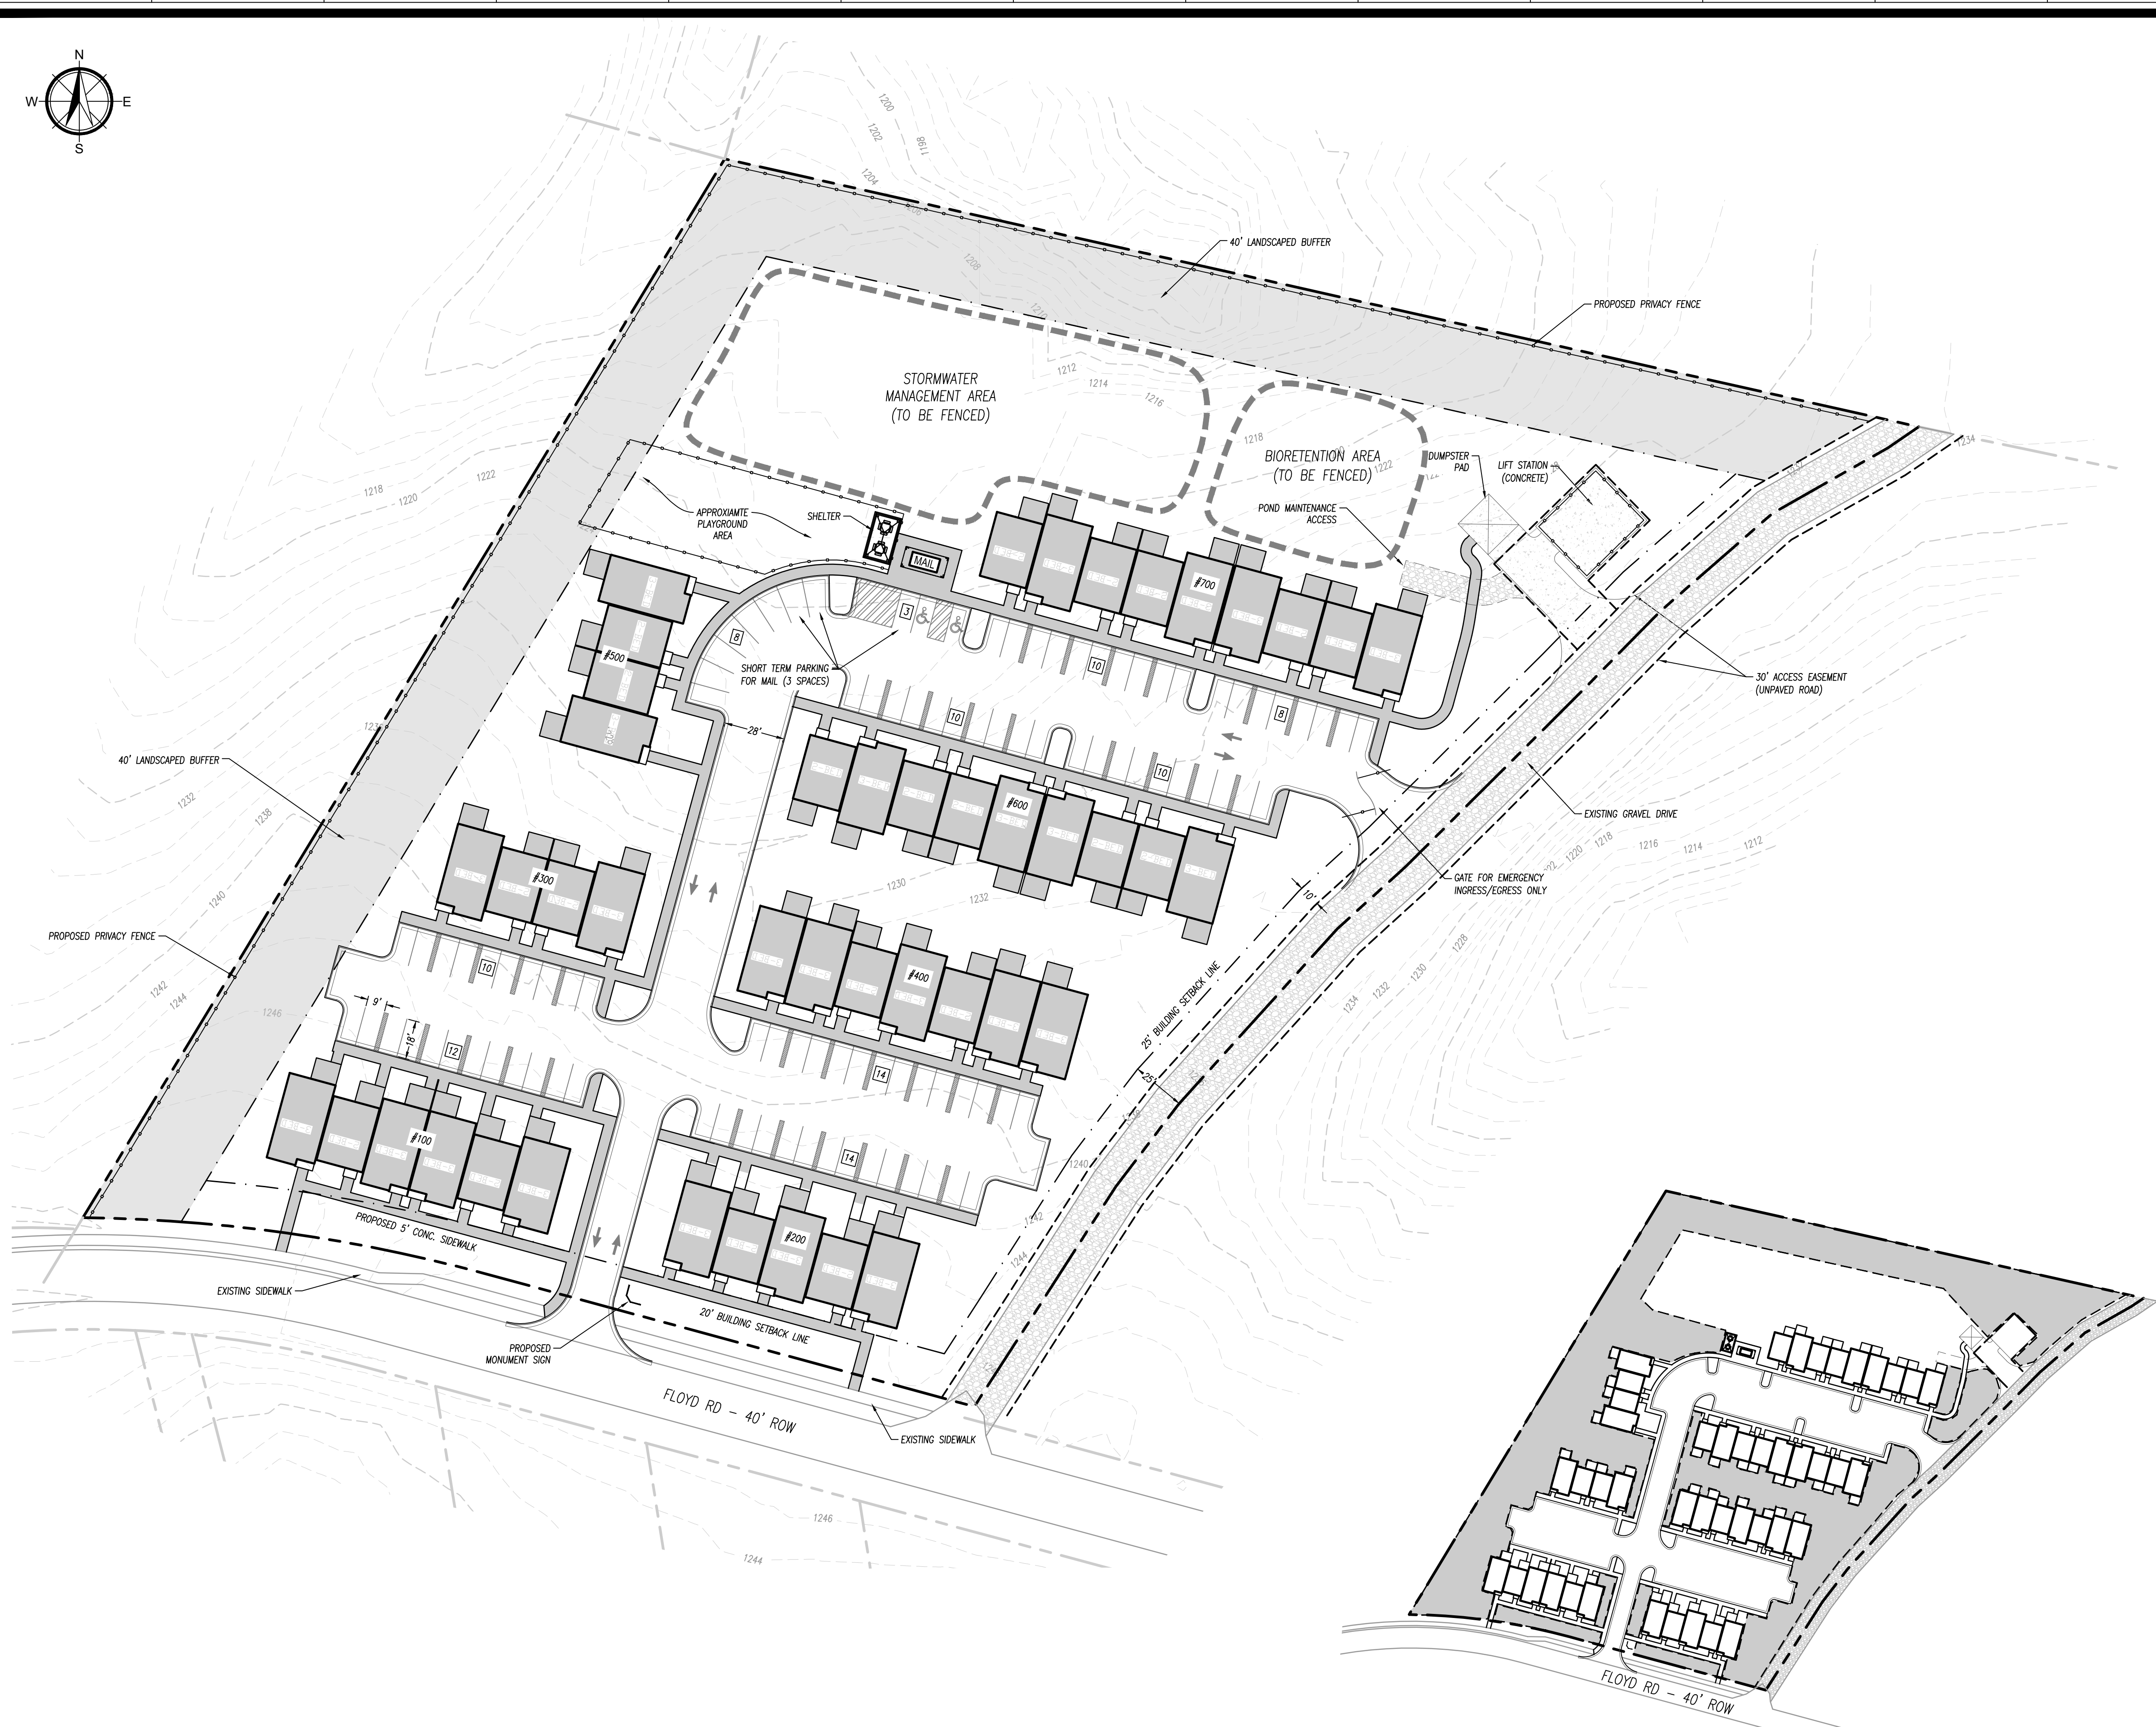 N
W
E
S
1200
1202
1198
1204
1206
1208
1210
40' LANDSCAPED BUFFER
PROPOSED PRIVACY FENCE
STORMWATER
MANAGEMENT AREA
(TO BE FENCED)
1212
1214
1216
1218
BIORETENTION AREA
(TO BE FENCED)
1222
DUMPSTER
PAD
LIFT STATION
(CONCRETE)
1234
1218
1220
1222
APPROXIAMTE
PLAYGROUND
AREA
SHELTER
MAIL
POND MAINTENANCE
ACCESS
#700
3
8
#500
SHORT TERM PARKING
FOR MAIL (3 SPACES)
10
30' ACCESS EASEMENT
(UNPAVED ROAD)
10
8
28'
10
40' LANDSCAPED BUFFER
1232
1238
#600
EXISTING GRAVEL DRIVE
1220
1218
1216
1214
1212
GATE FOR EMERGENCY
INGRESS/EGRESS ONLY
#300
1230
1232
10'
1240
PROPOSED PRIVACY FENCE
10
#400
25' BUILDING SETBACK LINE
1228
1230
1232
1234
1242
1244
1246
9'
18'
12
14
25'
#100
14
1240
#200
1242
1244
PROPOSED 5' CONC. SIDEWALK
EXISTING SIDEWALK
20' BUILDING SETBACK LINE
PROPOSED
MONUMENT SIGN
FLOYD RD - 40' ROW
EXISTING SIDEWALK
1246
1244
FLOYD RD - 40' ROW